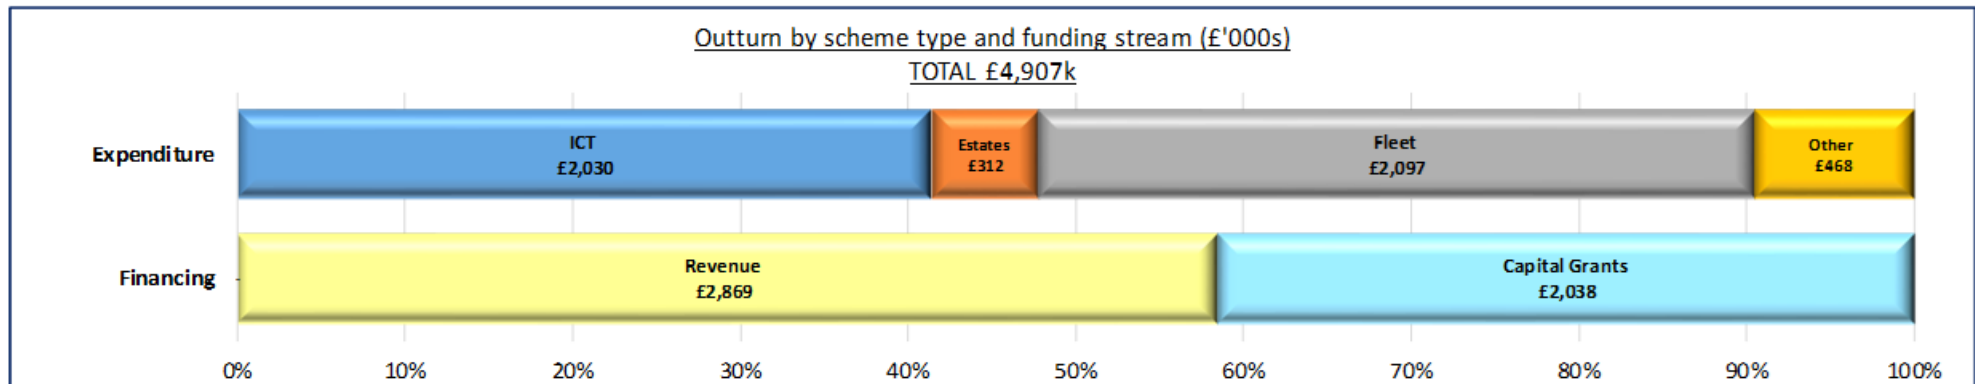 Outturn by scheme type and funding stream (£'000s)
TOTAL £4,907k
Expenditure
ICT
£2,030
Estates
£312
Fleet
£2,097
Other
£468
Financing
Revenue
£2,869
Capital Grants
£2,038
0% 10% 20% 30% 40% 50% 60% 70% 80% 90% 100%